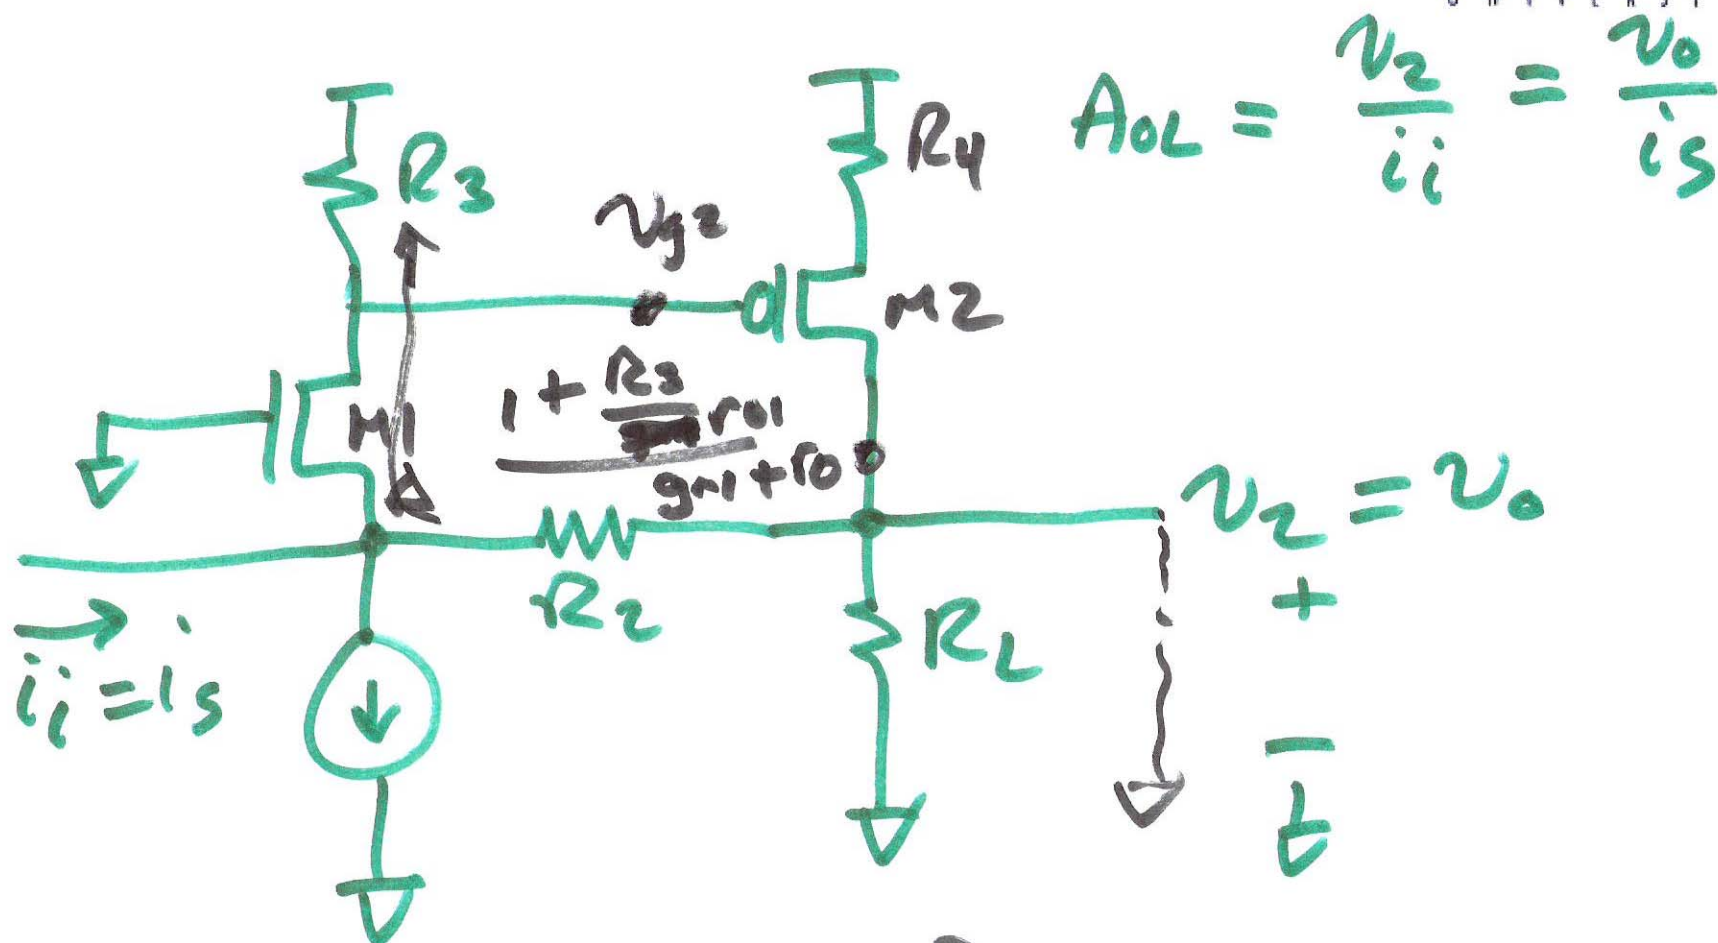 AOL = v2/ii = vo/is
R3
R4
vg2
M2
M1
1 + R3/ro1
gm1 + ro
v2 = vo
+
R2
RL
ii = is
−